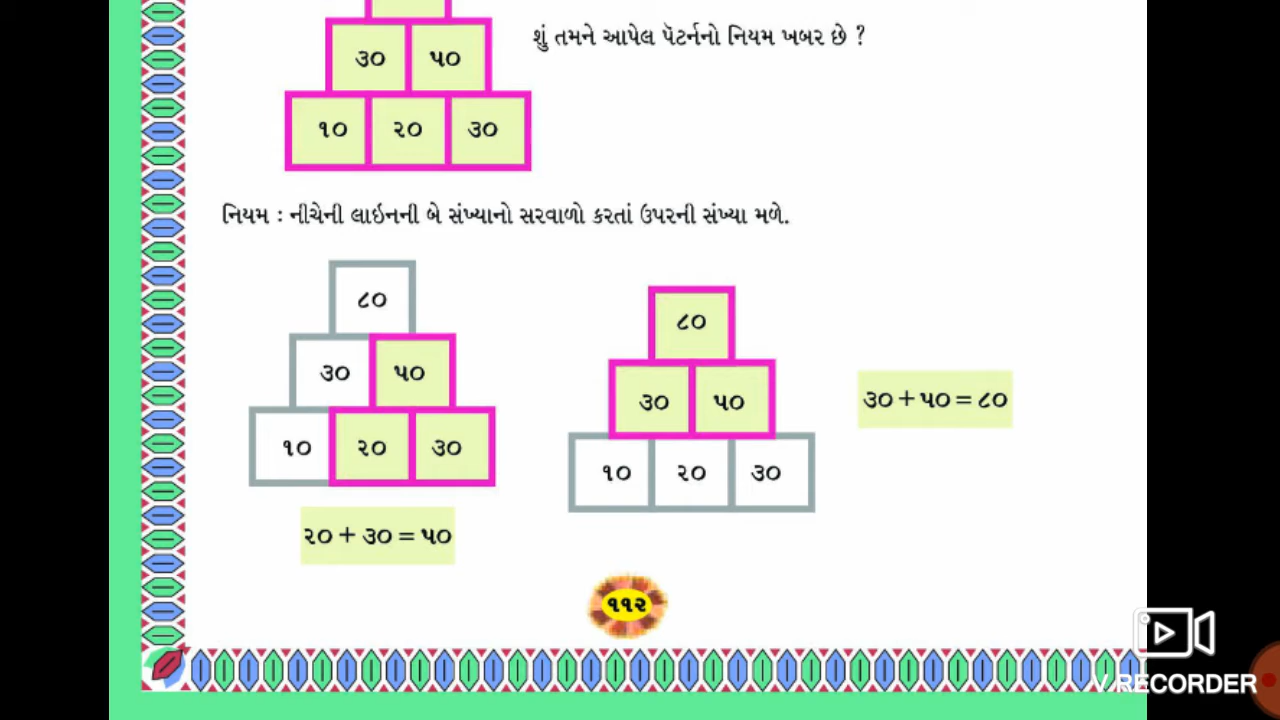 ૩૦ ૫૦
શું તમને આપેલ પૅટર્નનો નિયમ ખબર છે ?
૧૦ ૨૦ ૩૦
નિયમ : નીચેની લાઇનની બે સંખ્યાનો સરવાળો કરતાં ઉપરની સંખ્યા મળે.
૮૦
૩૦ ૫૦
૧૦ ૨૦ ૩૦
૨૦ + ૩૦ = ૫૦
૮૦
૩૦ ૫૦
૧૦ ૨૦ ૩૦
૩૦ + ૫૦ = ૮૦
૧૧૨
V.RECORDER